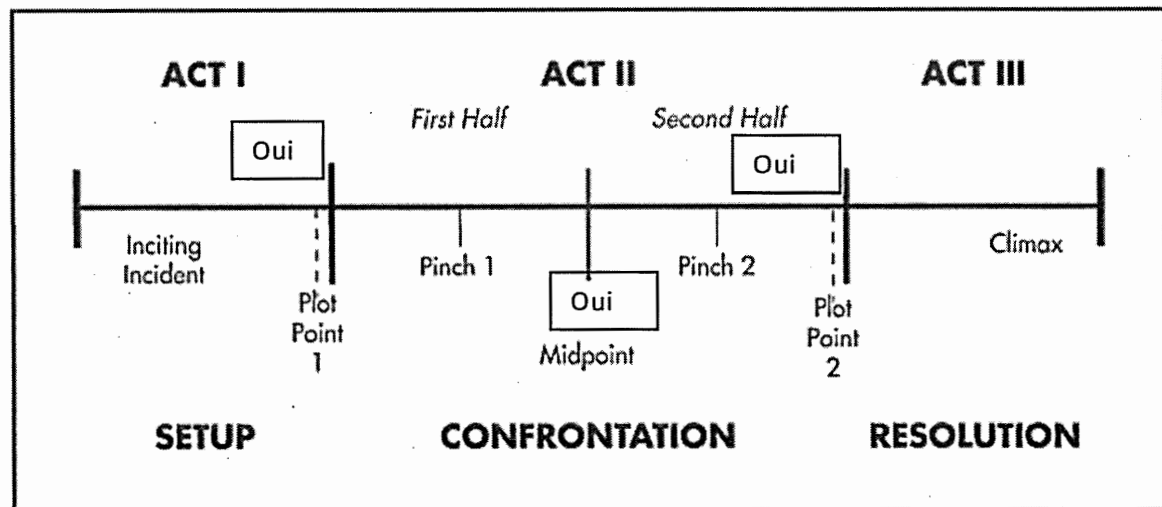 ACT I
ACT II
ACT III
First Half
Second Half
Oui
Oui
Inciting
Incident
Pinch 1
Pinch 2
Climax
Plot
Point
1
Oui
Midpoint
Plot
Point
2
SETUP
CONFRONTATION
RESOLUTION